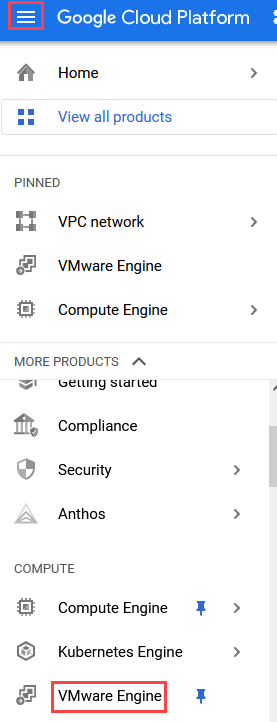 Google Cloud Platform
Home
View all products
PINNED
VPC network
VMware Engine
Compute Engine
MORE PRODUCTS
Getting started
Compliance
Security
Anthos
COMPUTE
Compute Engine
Kubernetes Engine
VMware Engine